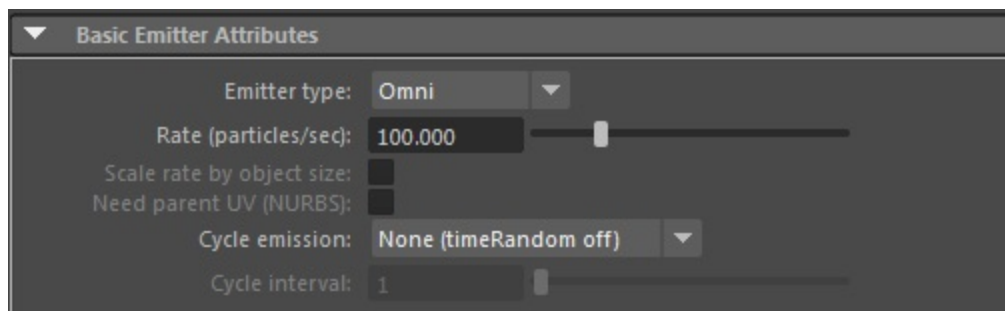 Basic Emitter Attributes
Emitter type: Omni
Rate (particles/sec): 100.000
Scale rate by object size:
Need parent UV (NURBS):
Cycle emission: None (timeRandom off)
Cycle interval: 1